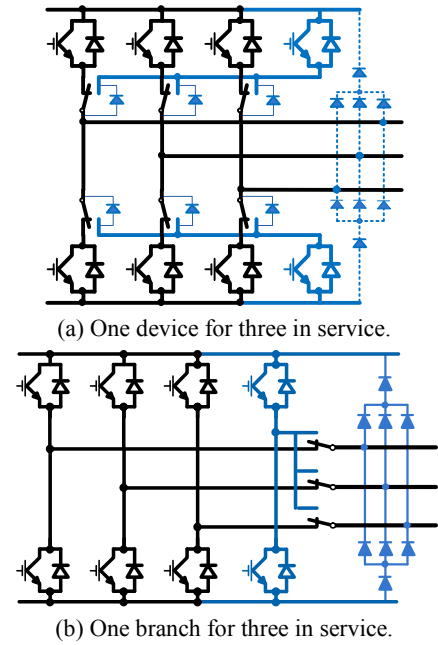 (a) One device for three in service.
(b) One branch for three in service.